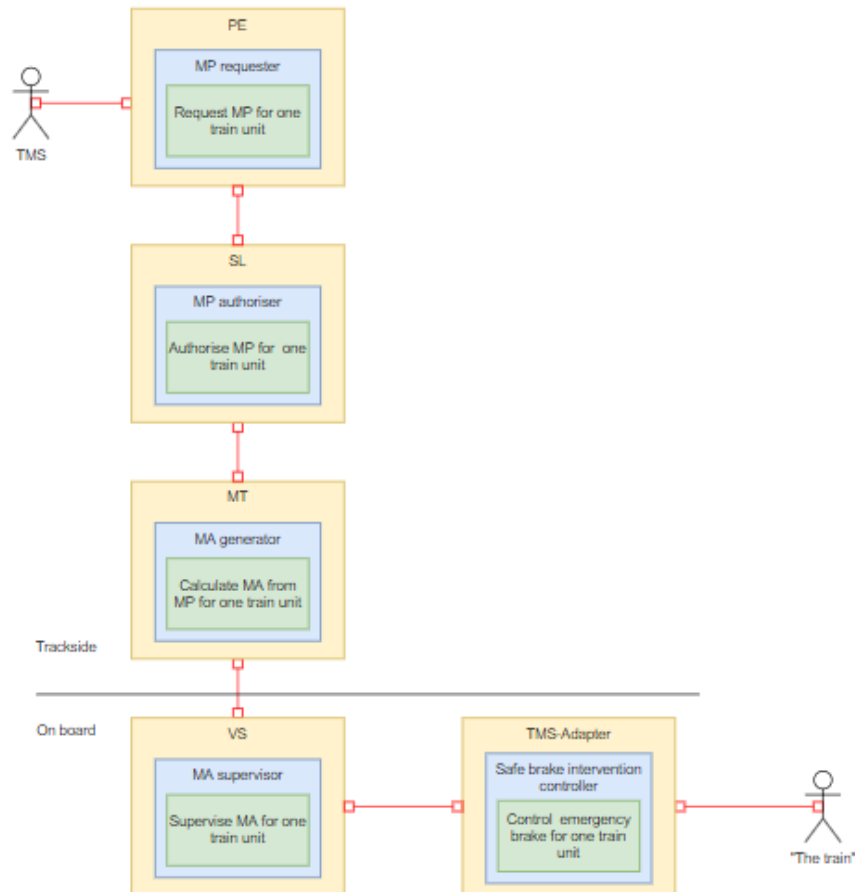 PE
MP requester
Request MP for one
train unit
TMS
SL
MP authoriser
Authorise MP for one
train unit
MT
MA generator
Calculate MA from
MP for one train unit
Trackside
On board
VS
MA supervisor
Supervise MA for one
train unit
TMS-Adapter
Safe brake intervention
controller
Control emergency
brake for one train
unit
"The train"